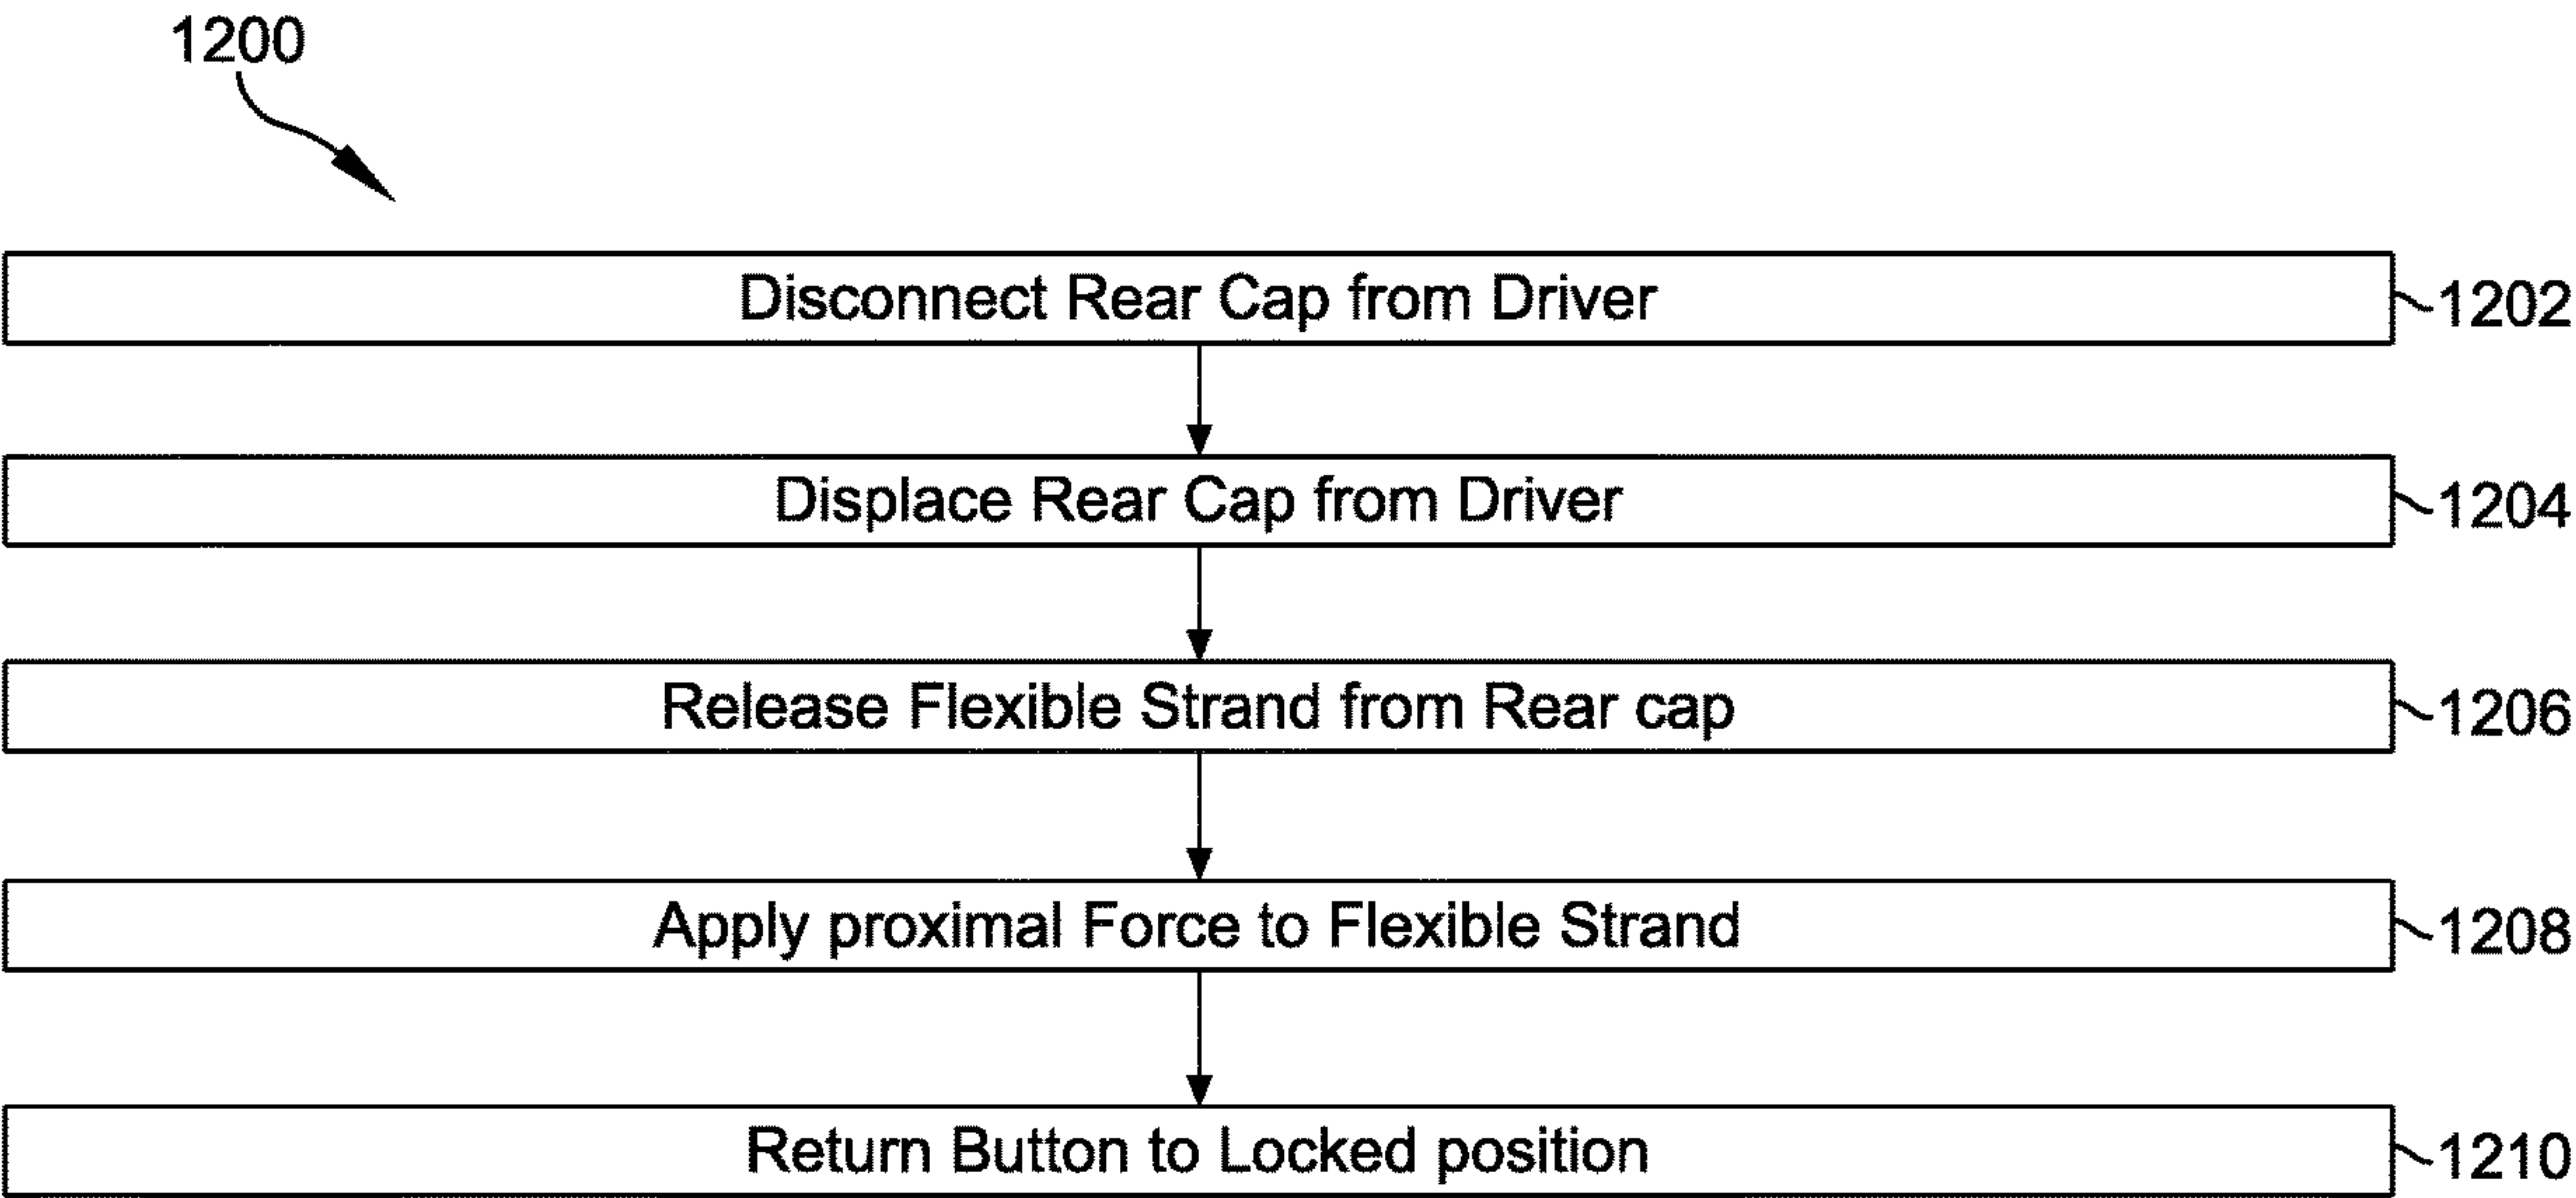 1200
Disconnect Rear Cap from Driver 1202
Displace Rear Cap from Driver 1204
Release Flexible Strand from Rear cap 1206
Apply proximal Force to Flexible Strand 1208
Return Button to Locked position 1210